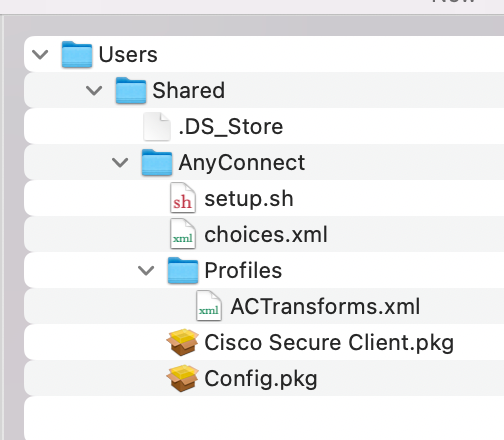 Users
Shared
.DS_Store
AnyConnect
sh setup.sh
xml choices.xml
Profiles
xml ACTransforms.xml
Cisco Secure Client.pkg
Config.pkg